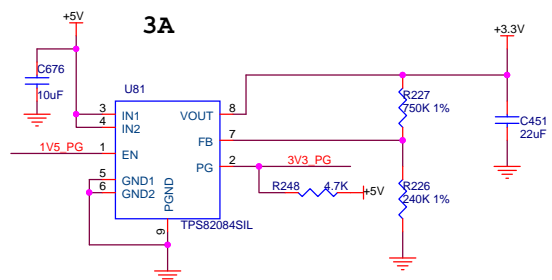 +5V
3A
+3.3V
C676
10uF
U81
3
IN1
4
IN2
1V5_PG
1
EN
5
GND1
6
GND2
PGND
9
VOUT
8
FB
7
PG
2
3V3_PG
TPS82084SIL
R227
750K 1%
C451
22uF
R248
4.7K
+5V
R226
240K 1%